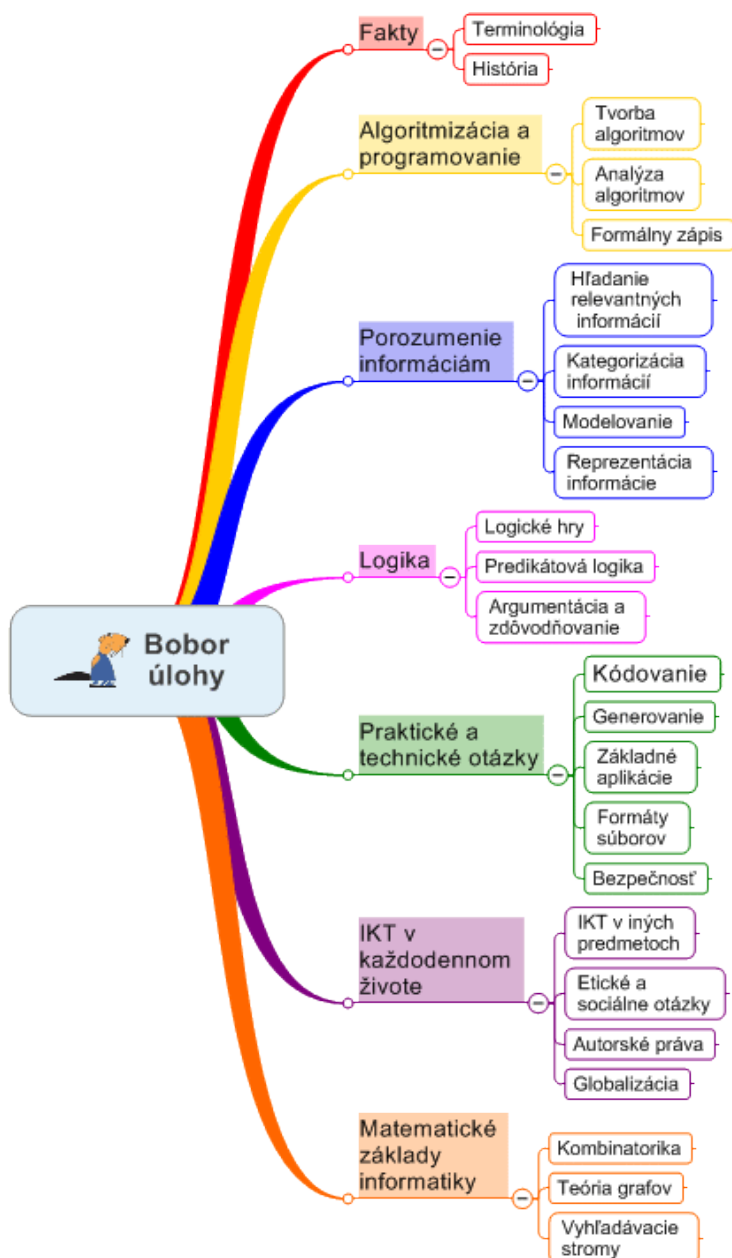 Fakty
Terminológia
História
Algoritmizácia a
programovanie
Tvorba
algoritmov
Analýza
algoritmov
Formálny zápis
Porozumenie
informáciám
Hľadanie
relevantných
informácií
Kategorizácia
informácií
Modelovanie
Reprezentácia
informácie
Logika
Logické hry
Predikátová logika
Argumentácia a
zdôvodňovanie
Bobor
úlohy
Praktické a
technické otázky
Kódovanie
Generovanie
Základné
aplikácie
Formáty
súborov
Bezpečnosť
IKT v
každodennom
živote
IKT v iných
predmetoch
Etické a
sociálne otázky
Autorské práva
Globalizácia
Matematické
základy
informatiky
Kombinatorika
Teória grafov
Vyhľadávacie
stromy